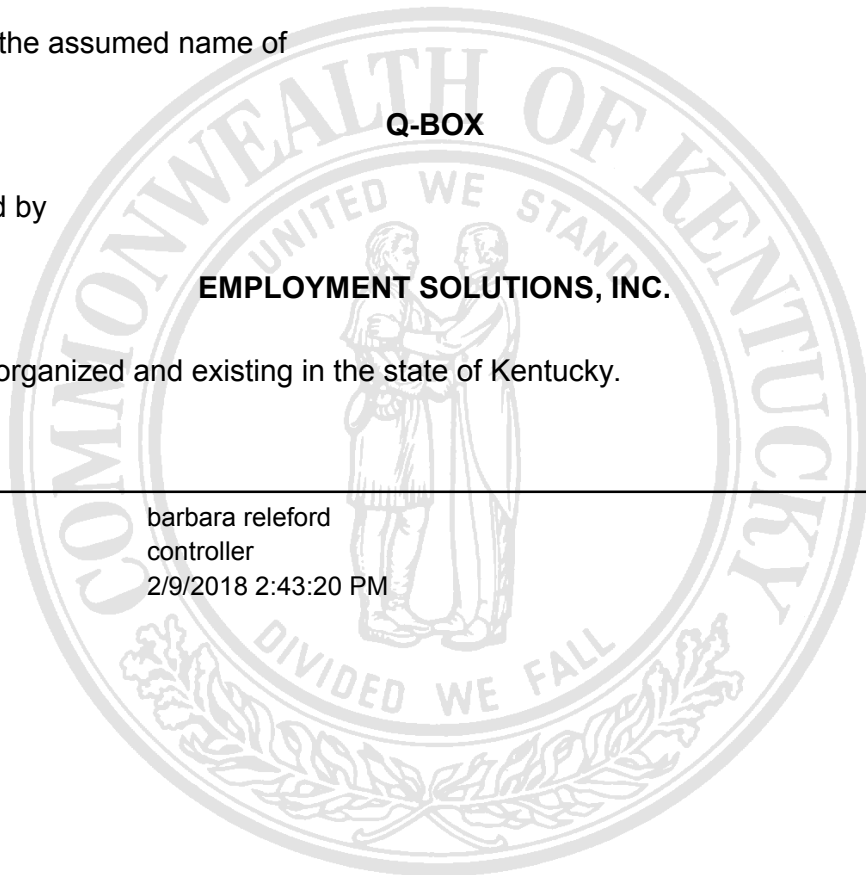 the assumed name of
Q-BOX
d by
EMPLOYMENT SOLUTIONS, INC.
organized and existing in the state of Kentucky.
barbara releford
controller
2/9/2018 2:43:20 PM
COMMONWEALTH OF KENTUCKY
UNITED WE STAND
DIVIDED WE FALL